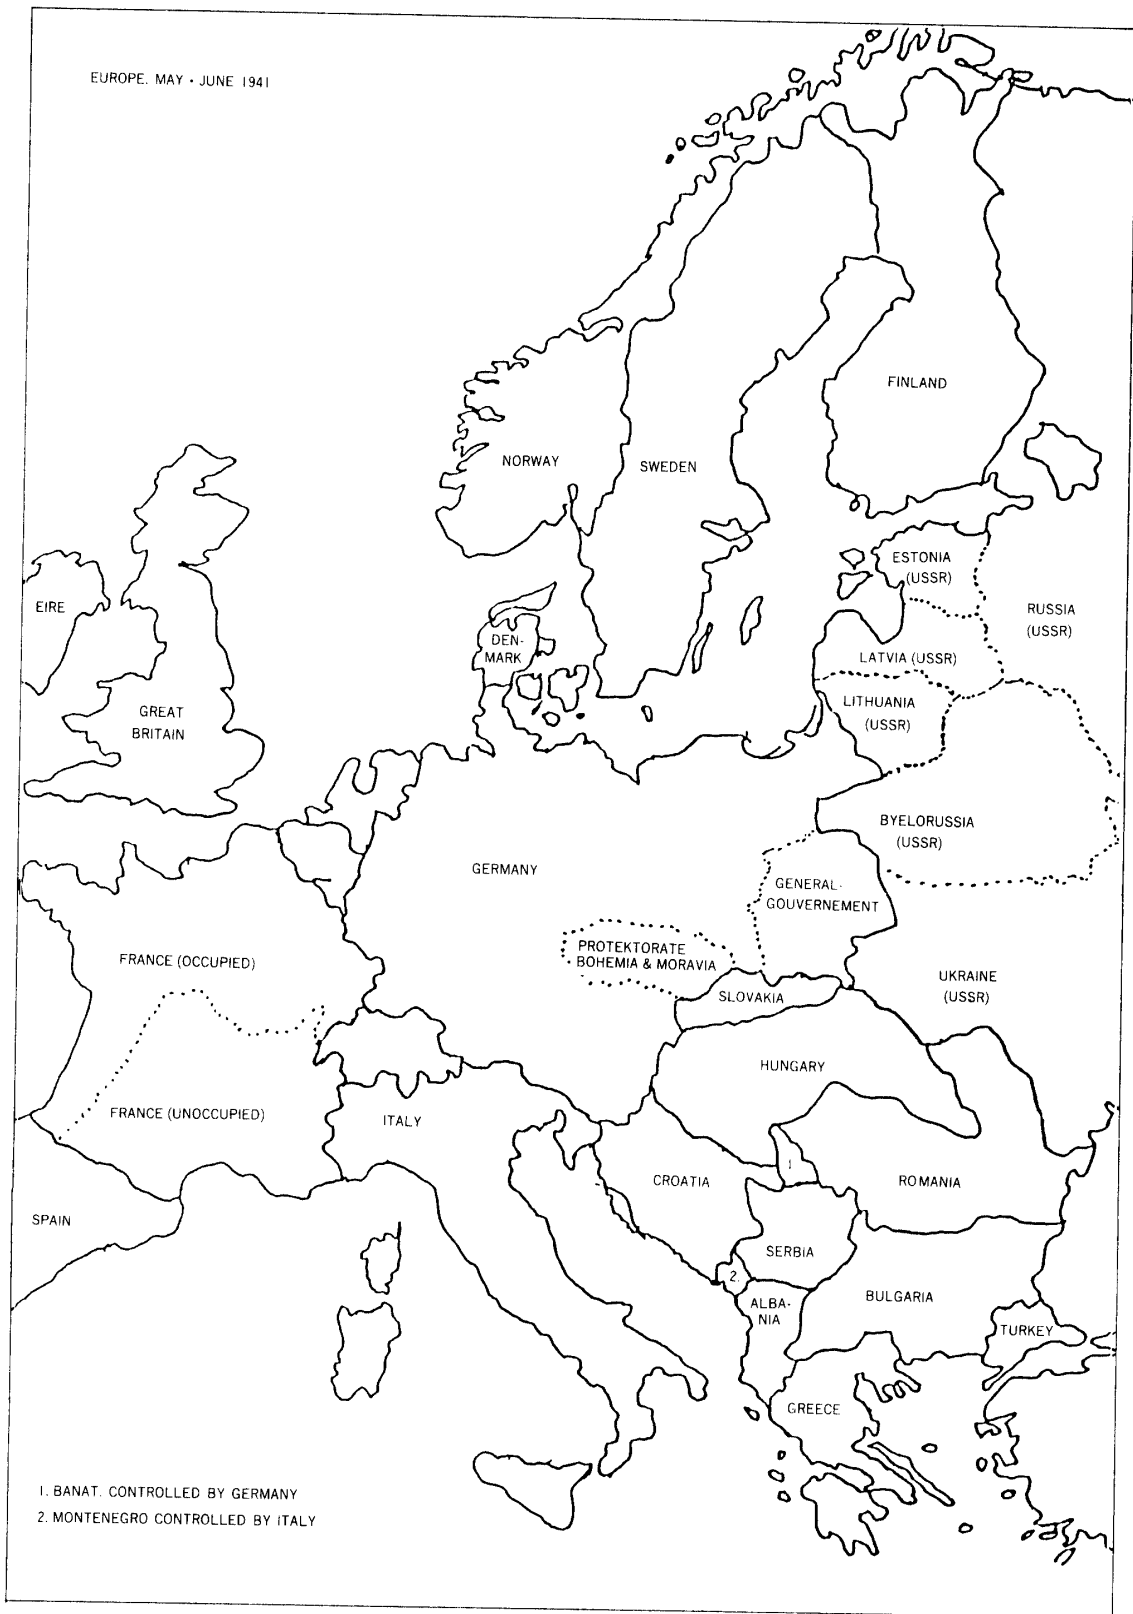 EUROPE. MAY · JUNE 1941
FINLAND
NORWAY
SWEDEN
ESTONIA
(USSR)
EIRE
RUSSIA
(USSR)
DEN-
MARK
LATVIA (USSR)
LITHUANIA
(USSR)
GREAT
BRITAIN
BYELORUSSIA
(USSR)
GERMANY
GENERAL-
GOUVERNEMENT
PROTEKTORATE
BOHEMIA & MORAVIA
FRANCE (OCCUPIED)
UKRAINE
(USSR)
SLOVAKIA
HUNGARY
FRANCE (UNOCCUPIED)
ITALY
1
CROATIA
ROMANIA
SPAIN
SERBIA
2.
BULGARIA
ALBA-
NIA
TURKEY
GREECE
1. BANAT. CONTROLLED BY GERMANY
2. MONTENEGRO CONTROLLED BY ITALY